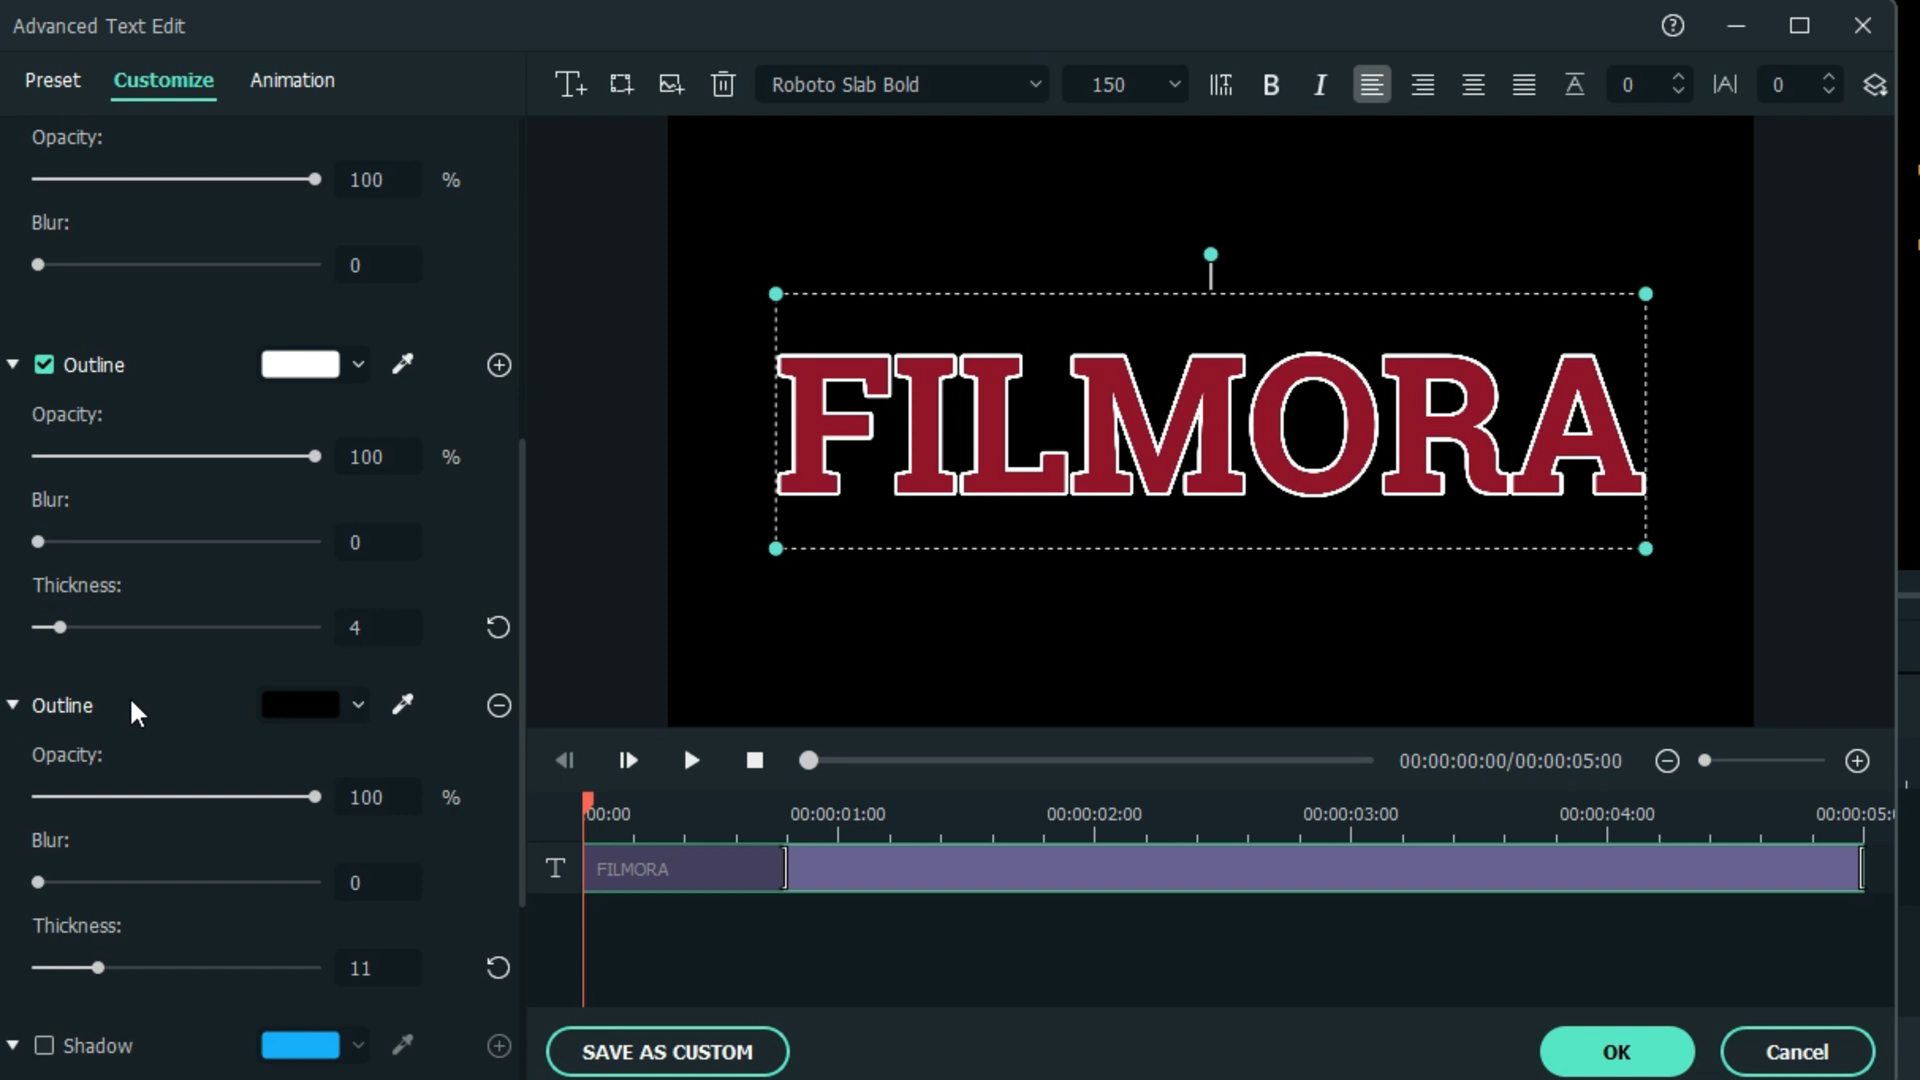 Advanced Text Edit
Preset Customize Animation
Roboto Slab Bold 150 B I A 0 |A| 0
Opacity:
100 %
Blur:
0
Outline
Opacity:
100 %
Blur:
0
Thickness:
4
Outline
Opacity:
100 %
Blur:
0
Thickness:
11
Shadow
FILMORA
00:00:00:00/00:00:05:00
00:00 00:00:01:00 00:00:02:00 00:00:03:00 00:00:04:00 00:00:05:
T FILMORA
SAVE AS CUSTOM OK Cancel